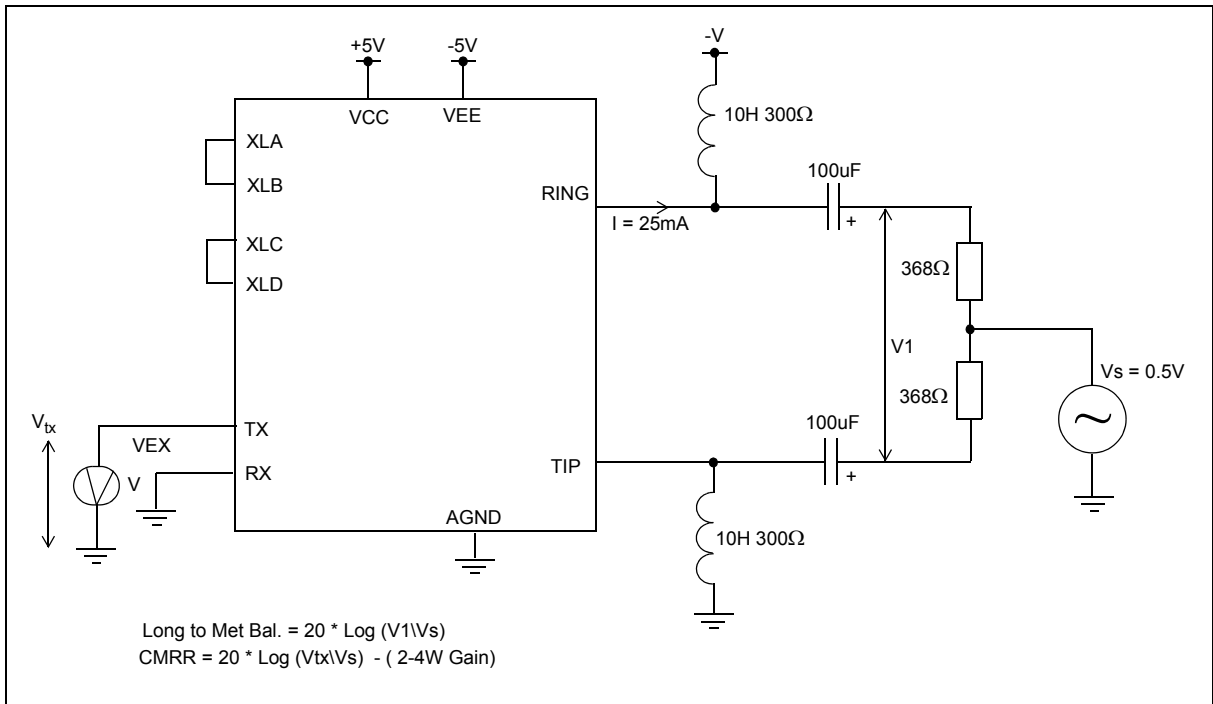 +5V
-5V
-V
VCC
VEE
10H 300Ω
XLA
XLB
100uF
RING
+
I = 25mA
XLC
XLD
368Ω
V1
Vs = 0.5V
368Ω
Vtx
TX
100uF
VEX
V
RX
TIP
+
AGND
10H 300Ω
Long to Met Bal. = 20 * Log (V1\Vs)
CMRR = 20 * Log (Vtx\Vs) - ( 2-4W Gain)